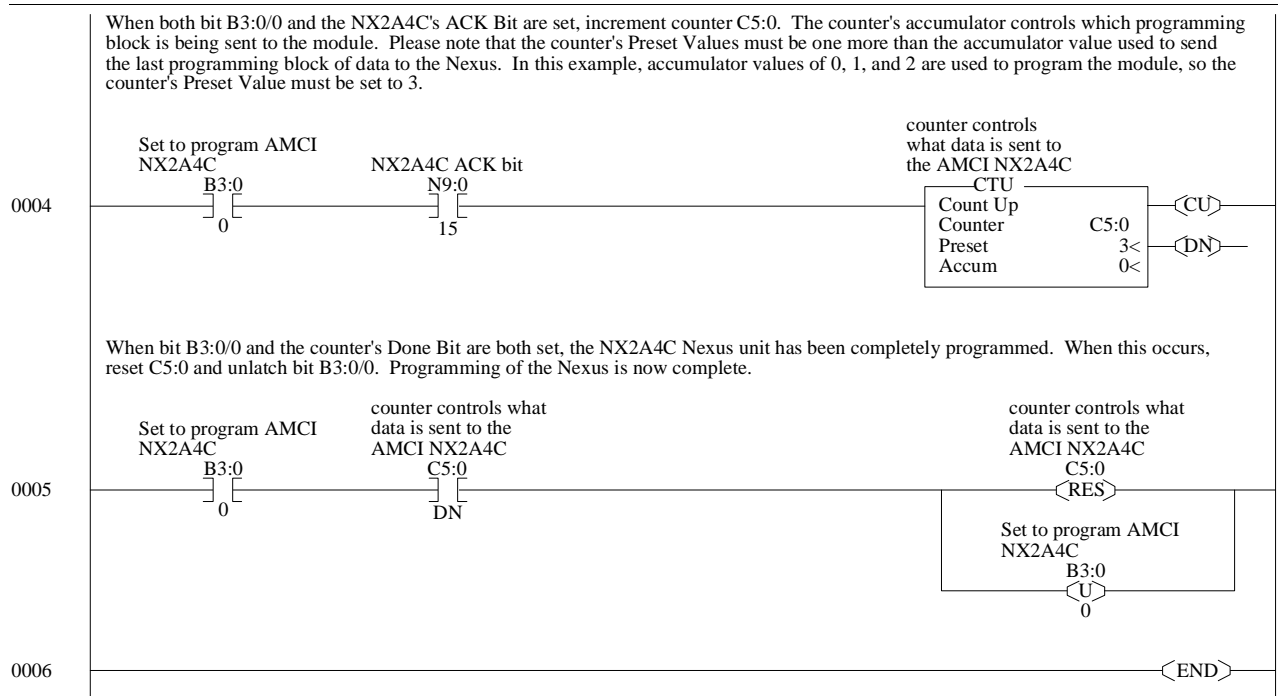 When both bit B3:0/0 and the NX2A4C's ACK Bit are set, increment counter C5:0.  The counter's accumulator controls which programming
block is being sent to the module.  Please note that the counter's Preset Values must be one more than the accumulator value used to send
the last programming block of data to the Nexus.  In this example, accumulator values of 0, 1, and 2 are used to program the module, so the
counter's Preset Value must be set to 3.
counter controls
what data is sent to
the AMCI NX2A4C
Set to program AMCI
NX2A4C
B3:0
0
NX2A4C ACK bit
N9:0
15
0004
CTU
Count Up
Counter C5:0
Preset 3<
Accum 0<
CU
DN
When bit B3:0/0 and the counter's Done Bit are both set, the NX2A4C Nexus unit has been completely programmed.  When this occurs,
reset C5:0 and unlatch bit B3:0/0.  Programming of the Nexus is now complete.
Set to program AMCI
NX2A4C
B3:0
0
counter controls what
data is sent to the
AMCI NX2A4C
C5:0
DN
counter controls what
data is sent to the
AMCI NX2A4C
C5:0
RES
0005
Set to program AMCI
NX2A4C
B3:0
U
0
0006
END